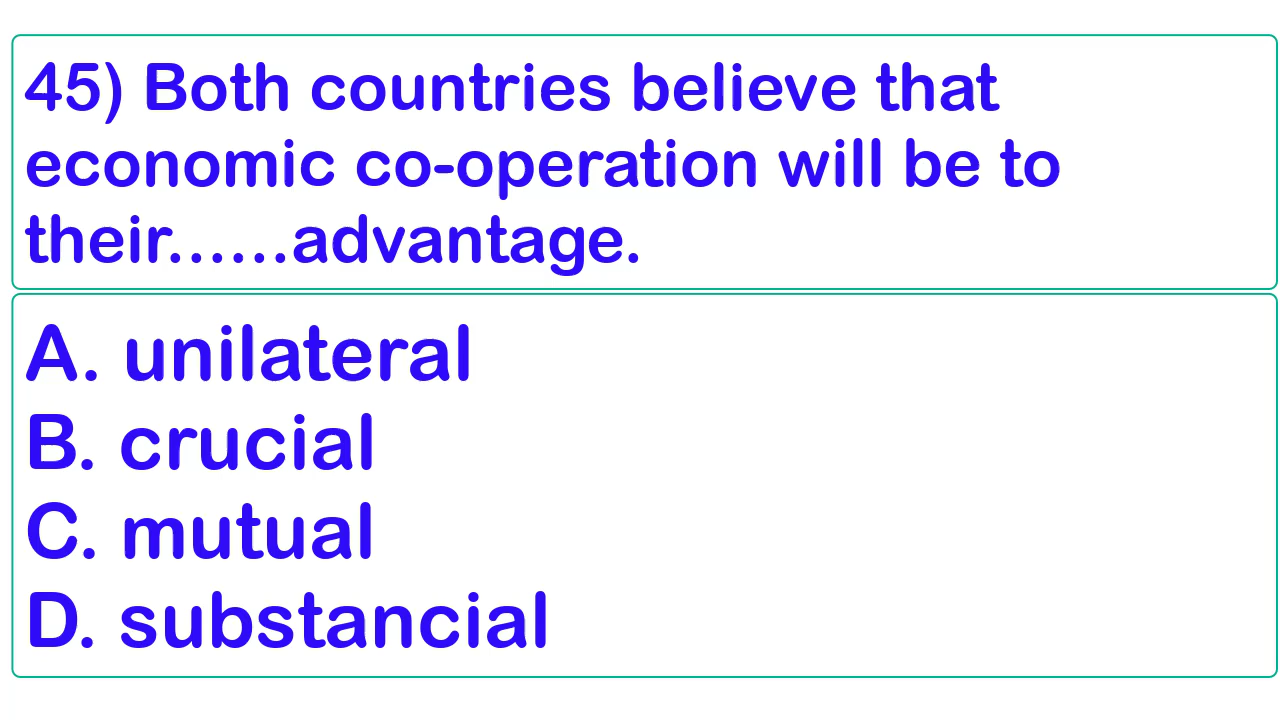 45) Both countries believe that
economic co-operation will be to
their......advantage.
A. unilateral
B. crucial
C. mutual
D. substancial